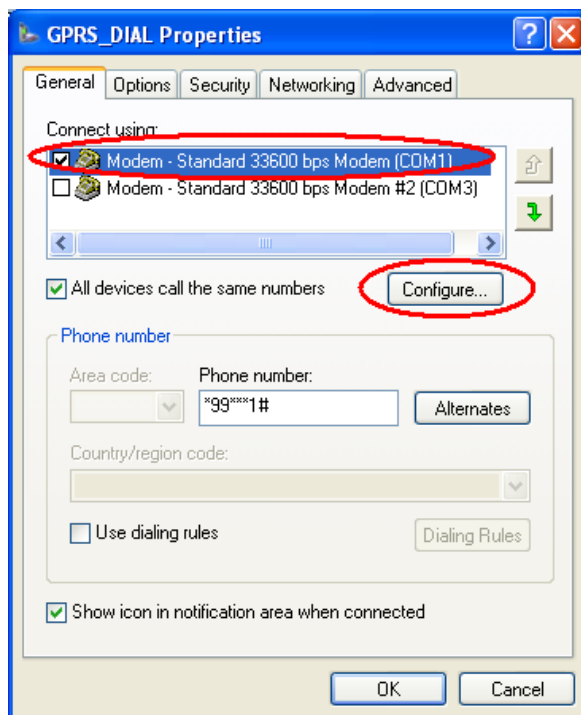 GPRS_DIAL Properties
General Options Security Networking Advanced
Connect using:
Modem - Standard 33600 bps Modem (COM1)
Modem - Standard 33600 bps Modem #2 (COM3)
All devices call the same numbers
Configure...
Phone number
Area code: Phone number:
*99***1#
Alternates
Country/region code:
Use dialing rules
Dialing Rules
Show icon in notification area when connected
OK Cancel